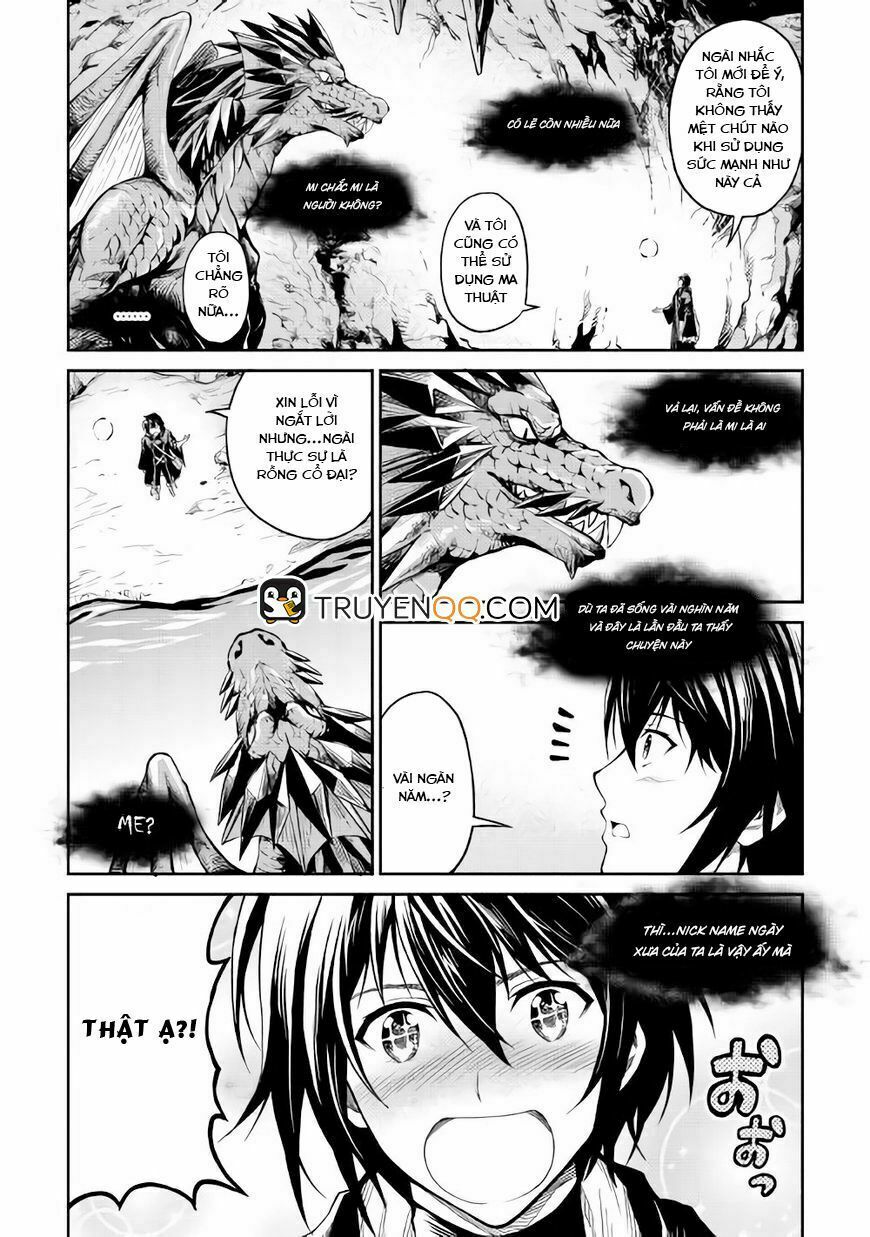 NGÀI NHẮC
TÔI MỚI ĐỂ Ý,
RẰNG TÔI
KHÔNG THẤY
MỆT CHÚT NÀO
KHI SỬ DỤNG
SỨC MẠNH NHƯ
NÀY CẢ
CÓ LẼ CÒN NHIỀU NỮA
VÀ TÔI
CŨNG CÓ
THỂ SỬ
DỤNG MA
THUẬT
MI CHẮC MI LÀ
NGƯỜI KHÔNG?
TÔI
CHẲNG
RÕ
NỮA...
......
VẢ LẠI, VẤN ĐỀ KHÔNG
PHẢI LÀ MI LÀ AI
DÙ TA ĐÃ SỐNG VÀI NGHÌN NĂM
VÀ ĐÂY LÀ LẦN ĐẦU TA THẤY
CHUYỆN NÀY
VÀI NGÀN
NĂM...?
XIN LỖI VÌ
NGẮT LỜI
NHƯNG...NGÀI
THỰC SỰ LÀ
RỒNG CỔ ĐẠI?
TRUYENQQ.COM
ME?
THÌ...NICK NAME NGÀY
XƯA CỦA TA LÀ VẬY ẤY MÀ
THẬT Ạ?!
おおっ